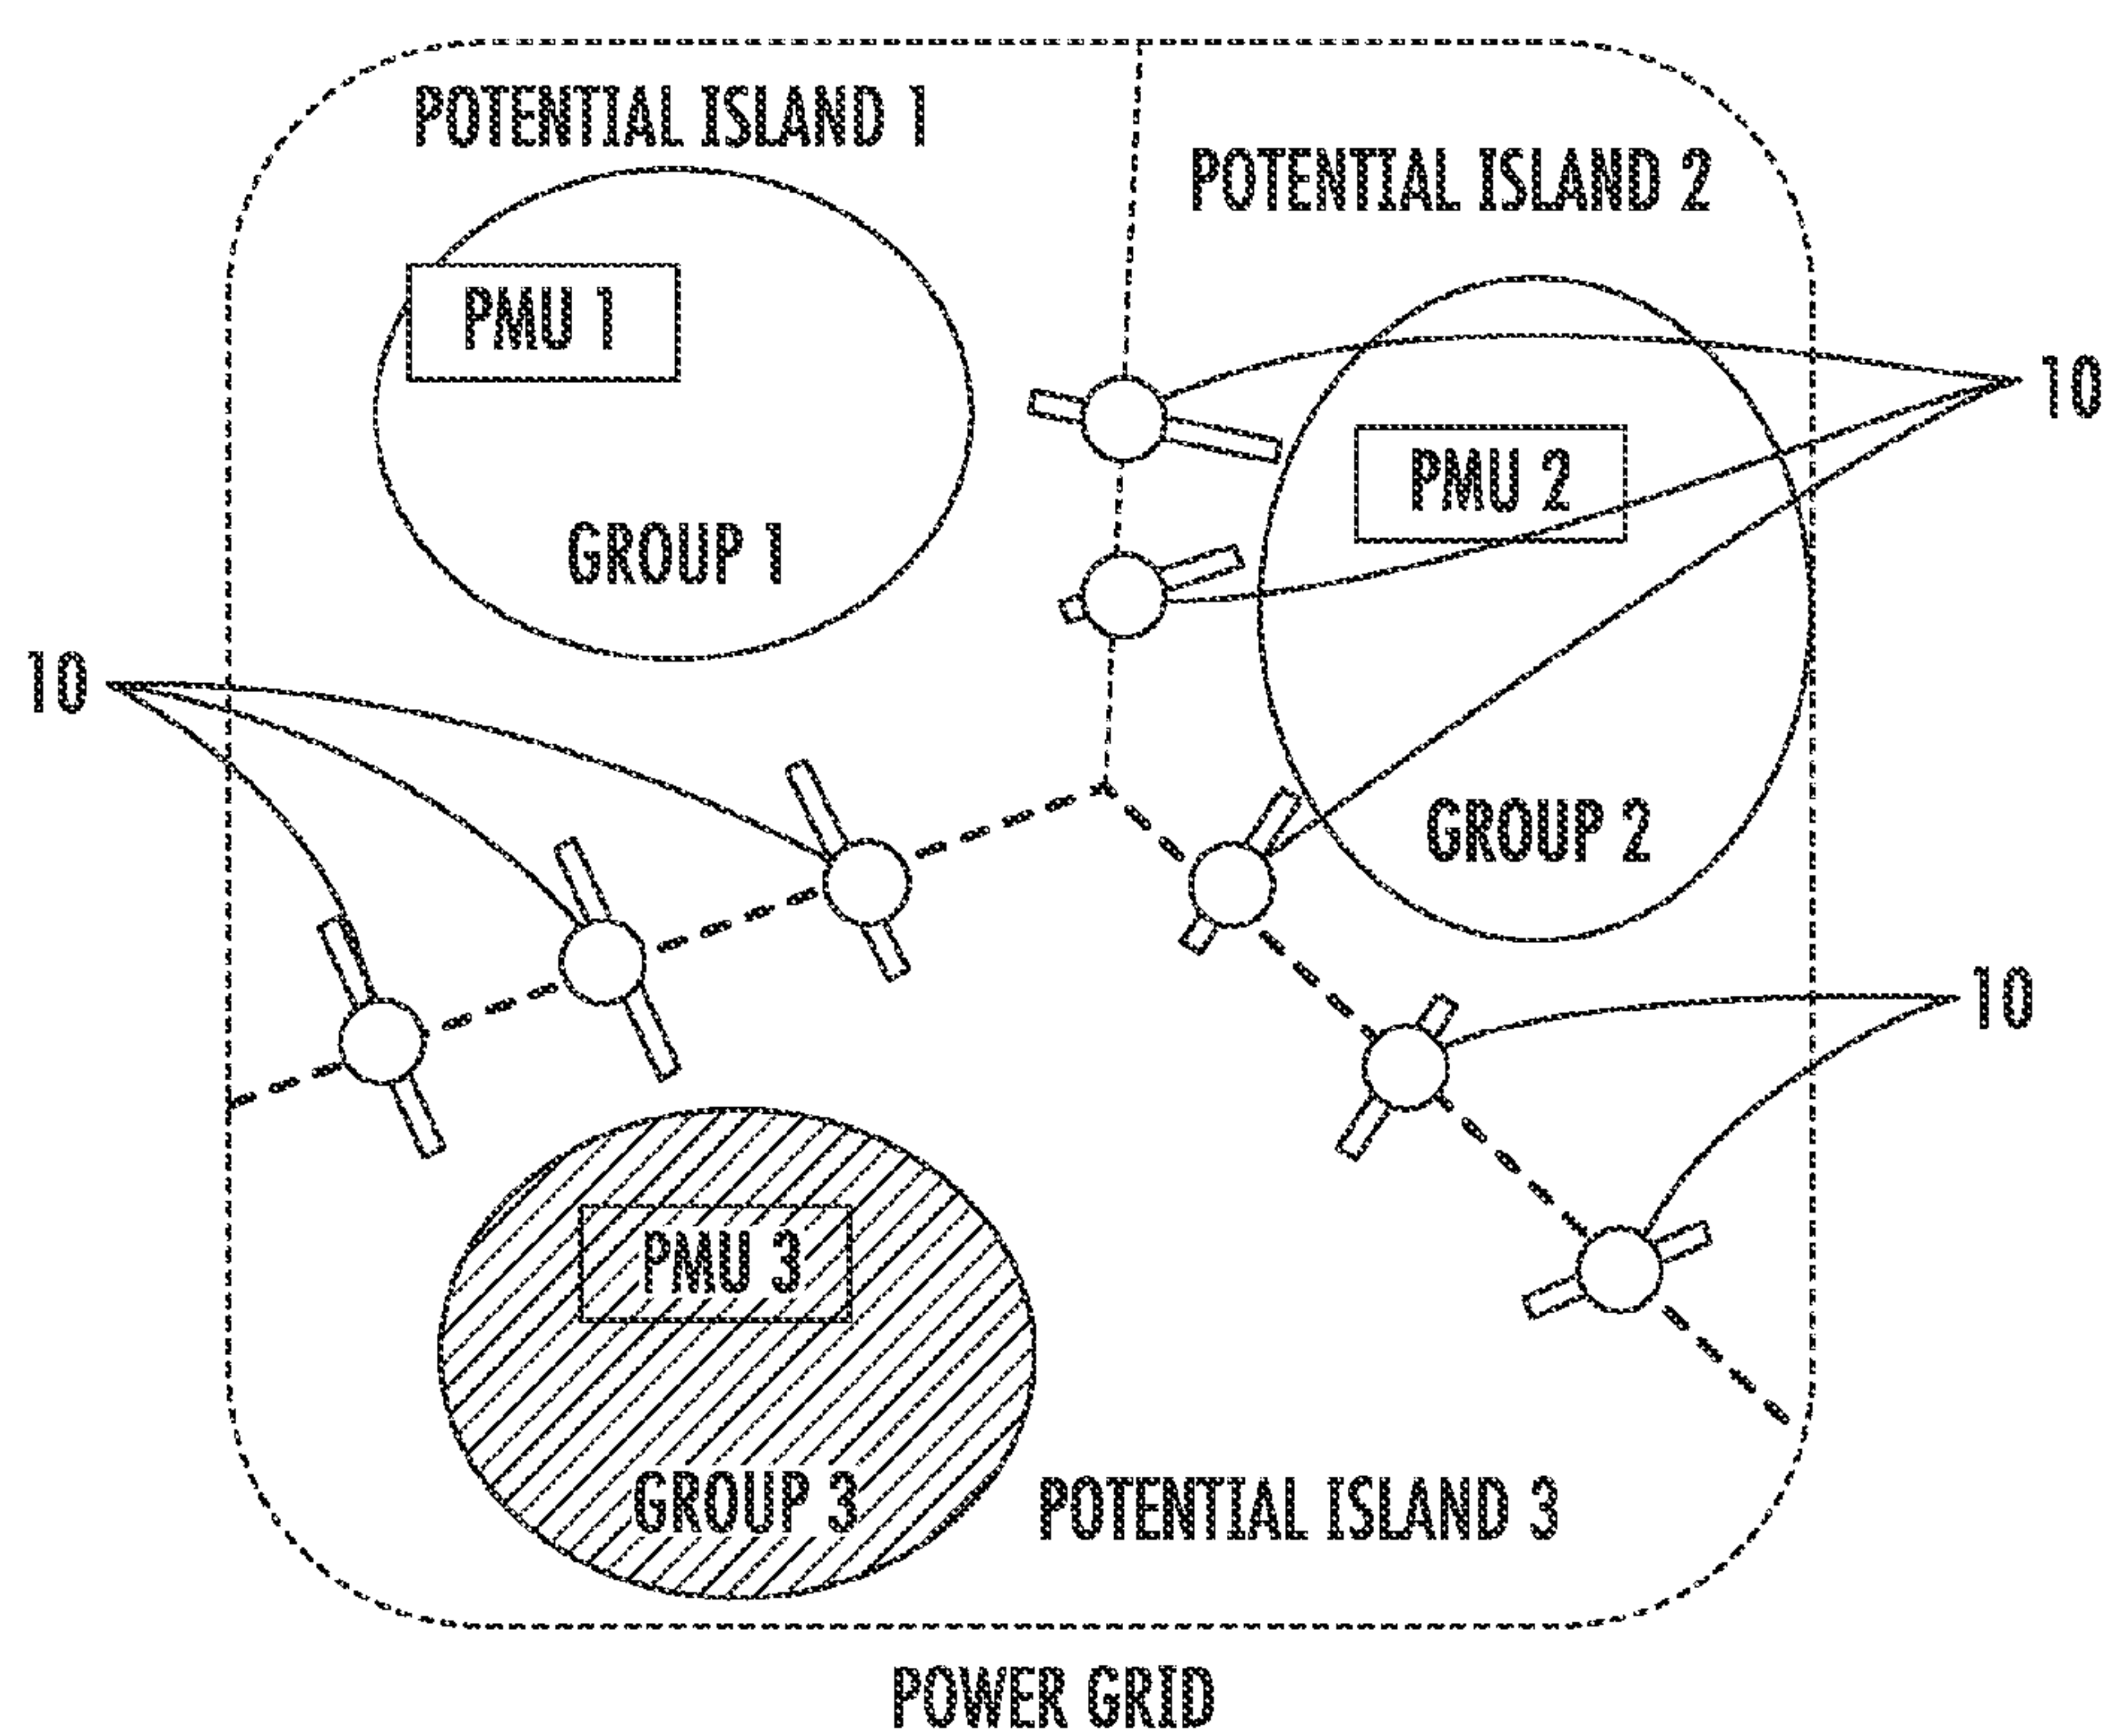 POTENTIAL ISLAND 1
POTENTIAL ISLAND 2
PMU 1
10
PMU 2
GROUP 1
10
GROUP 2
10
PMU 3
GROUP 3
POTENTIAL ISLAND 3
POWER GRID